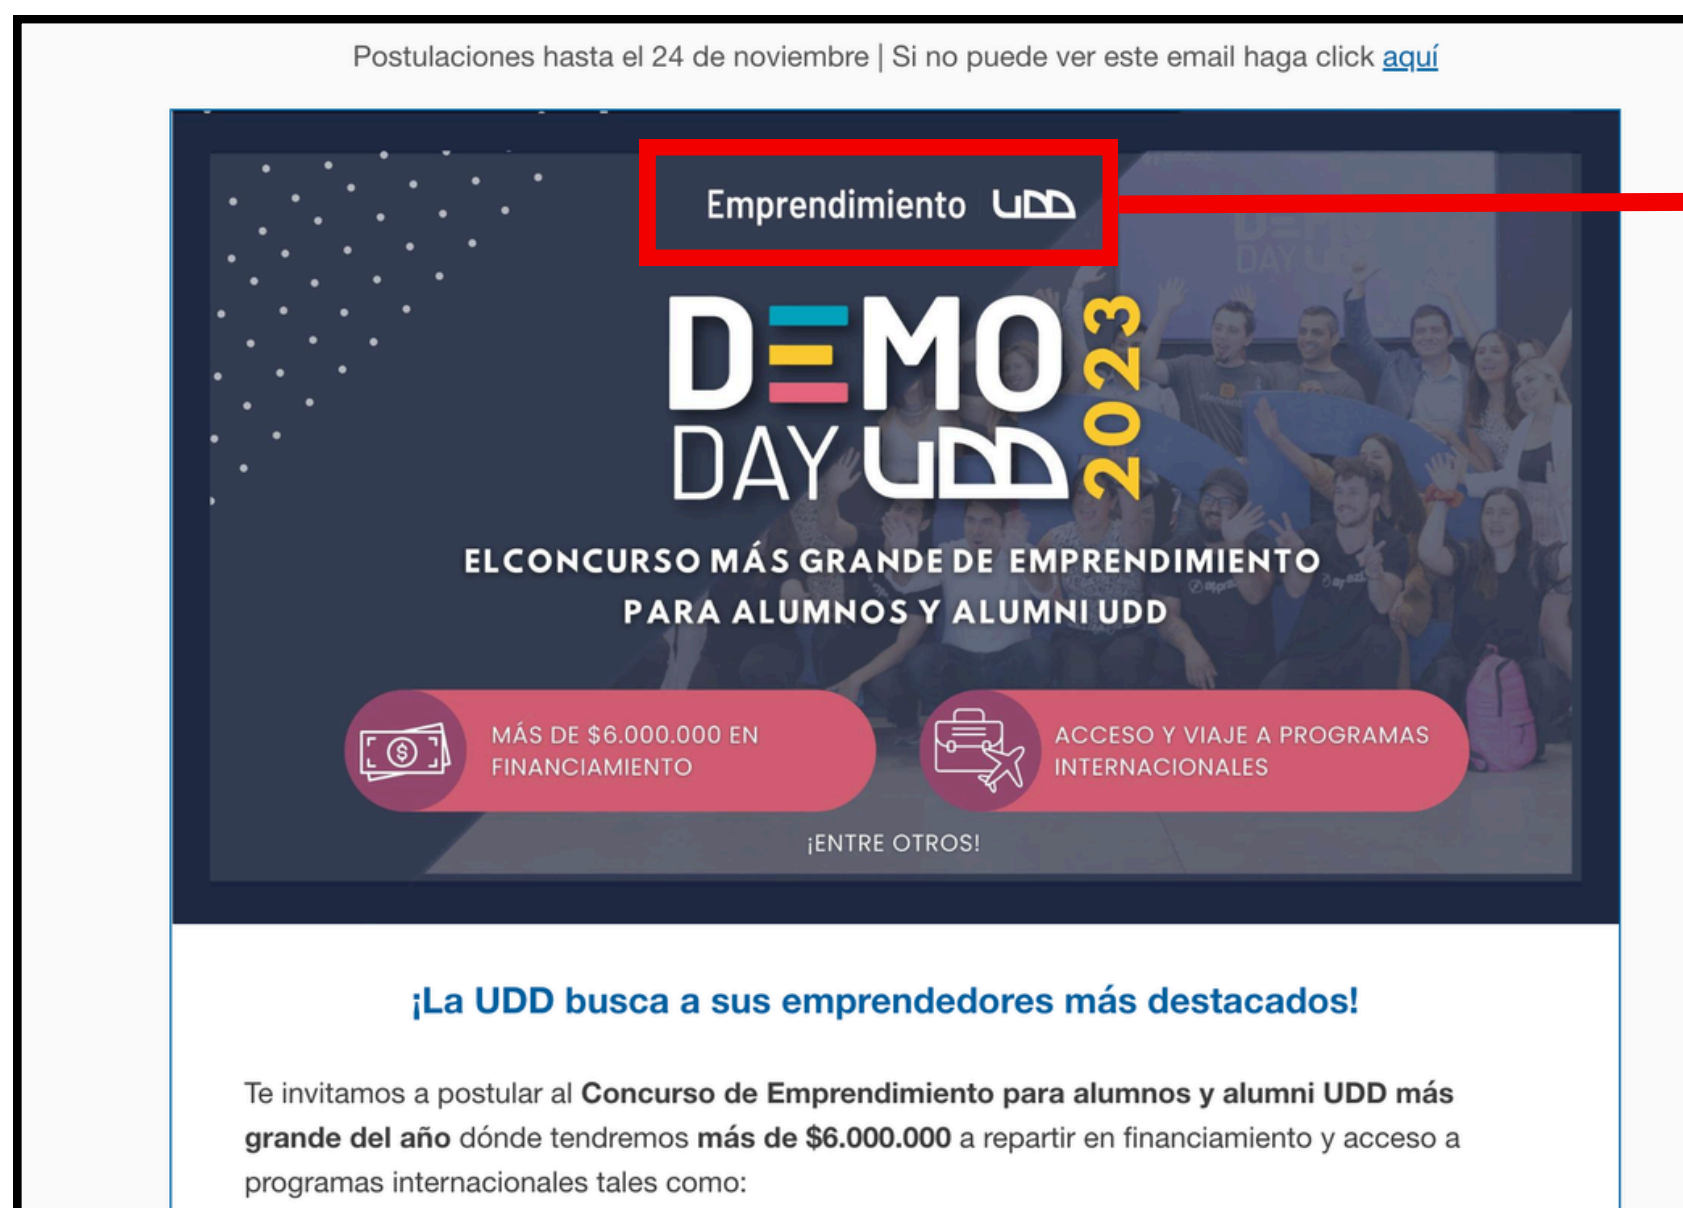 Postulaciones hasta el 24 de noviembre | Si no puede ver este email haga click aquí
Emprendimiento UDD
DEMO
DAY UDD
2023
EL CONCURSO MÁS GRANDE DE EMPRENDIMIENTO
PARA ALUMNOS Y ALUMNI UDD
MÁS DE $6.000.000 EN
FINANCIAMIENTO
ACCESO Y VIAJE A PROGRAMAS
INTERNACIONALES
¡ENTRE OTROS!
¡La UDD busca a sus emprendedores más destacados!
Te invitamos a postular al Concurso de Emprendimiento para alumnos y alumni UDD más
grande del año dónde tendremos más de $6.000.000 a repartir en financiamiento y acceso a
programas internacionales tales como: